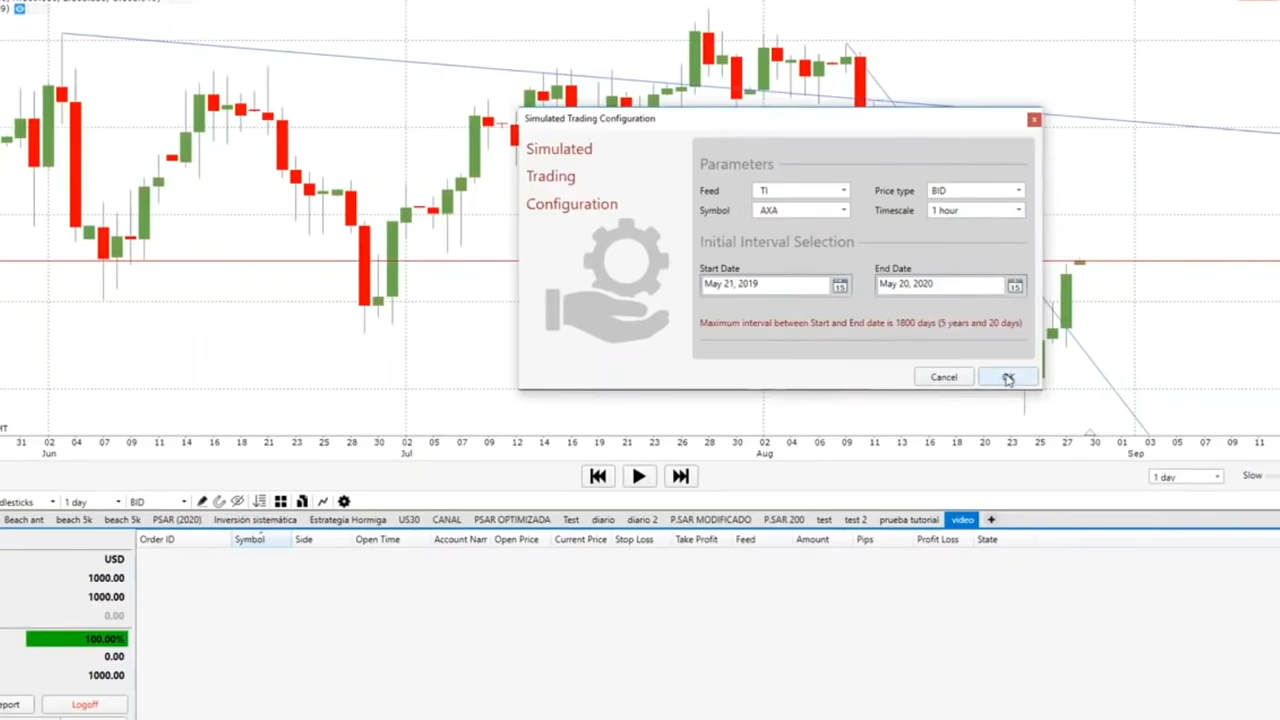 9)
Simulated Trading Configuration
x
Simulated
Trading
Configuration
Parameters
Feed TI Price type BID
Symbol AXA Timescale 1 hour
Initial Interval Selection
Start Date End Date
May 21, 2019 15 May 20, 2020 15
Maximum interval between Start and End date is 1800 days (5 years and 20 days)
Cancel
MT
31 02 04 07 09 11 14 16 18 21 23 25 28 30 02 05 07 09 12 14 16 19 21 23 26 28 30 02 04 06 09 11 13 16 18 20 23 25 27 30 01 03 05 07 09 11
Jun Jul Aug Sep
1 day Slow
dlesticks 1 day BID
Beach ant beach 5k beach 5k PSAR (2020) Inversión sistemática Estrategia Hormiga US30 CANAL PSAR OPTIMIZADA Test diario diario 2 P.SAR MODIFICADO P.SAR 200 test test 2 prueba tutorial video +
Order ID Symbol Side Open Time Account Narr Open Price Current Price Stop Loss Take Profit Feed Amount Pips Profit Loss State
USD
1000.00
1000.00
0.00
100.00%
0.00
1000.00
eport Logoff